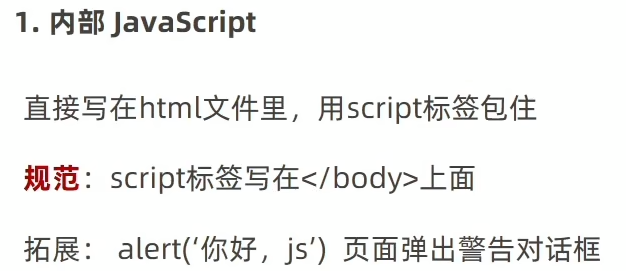 1. 内部 JavaScript
直接写在html文件里，用script标签包住
规范：script标签写在</body>上面
拓展： alert(‘你好，js’) 页面弹出警告对话框